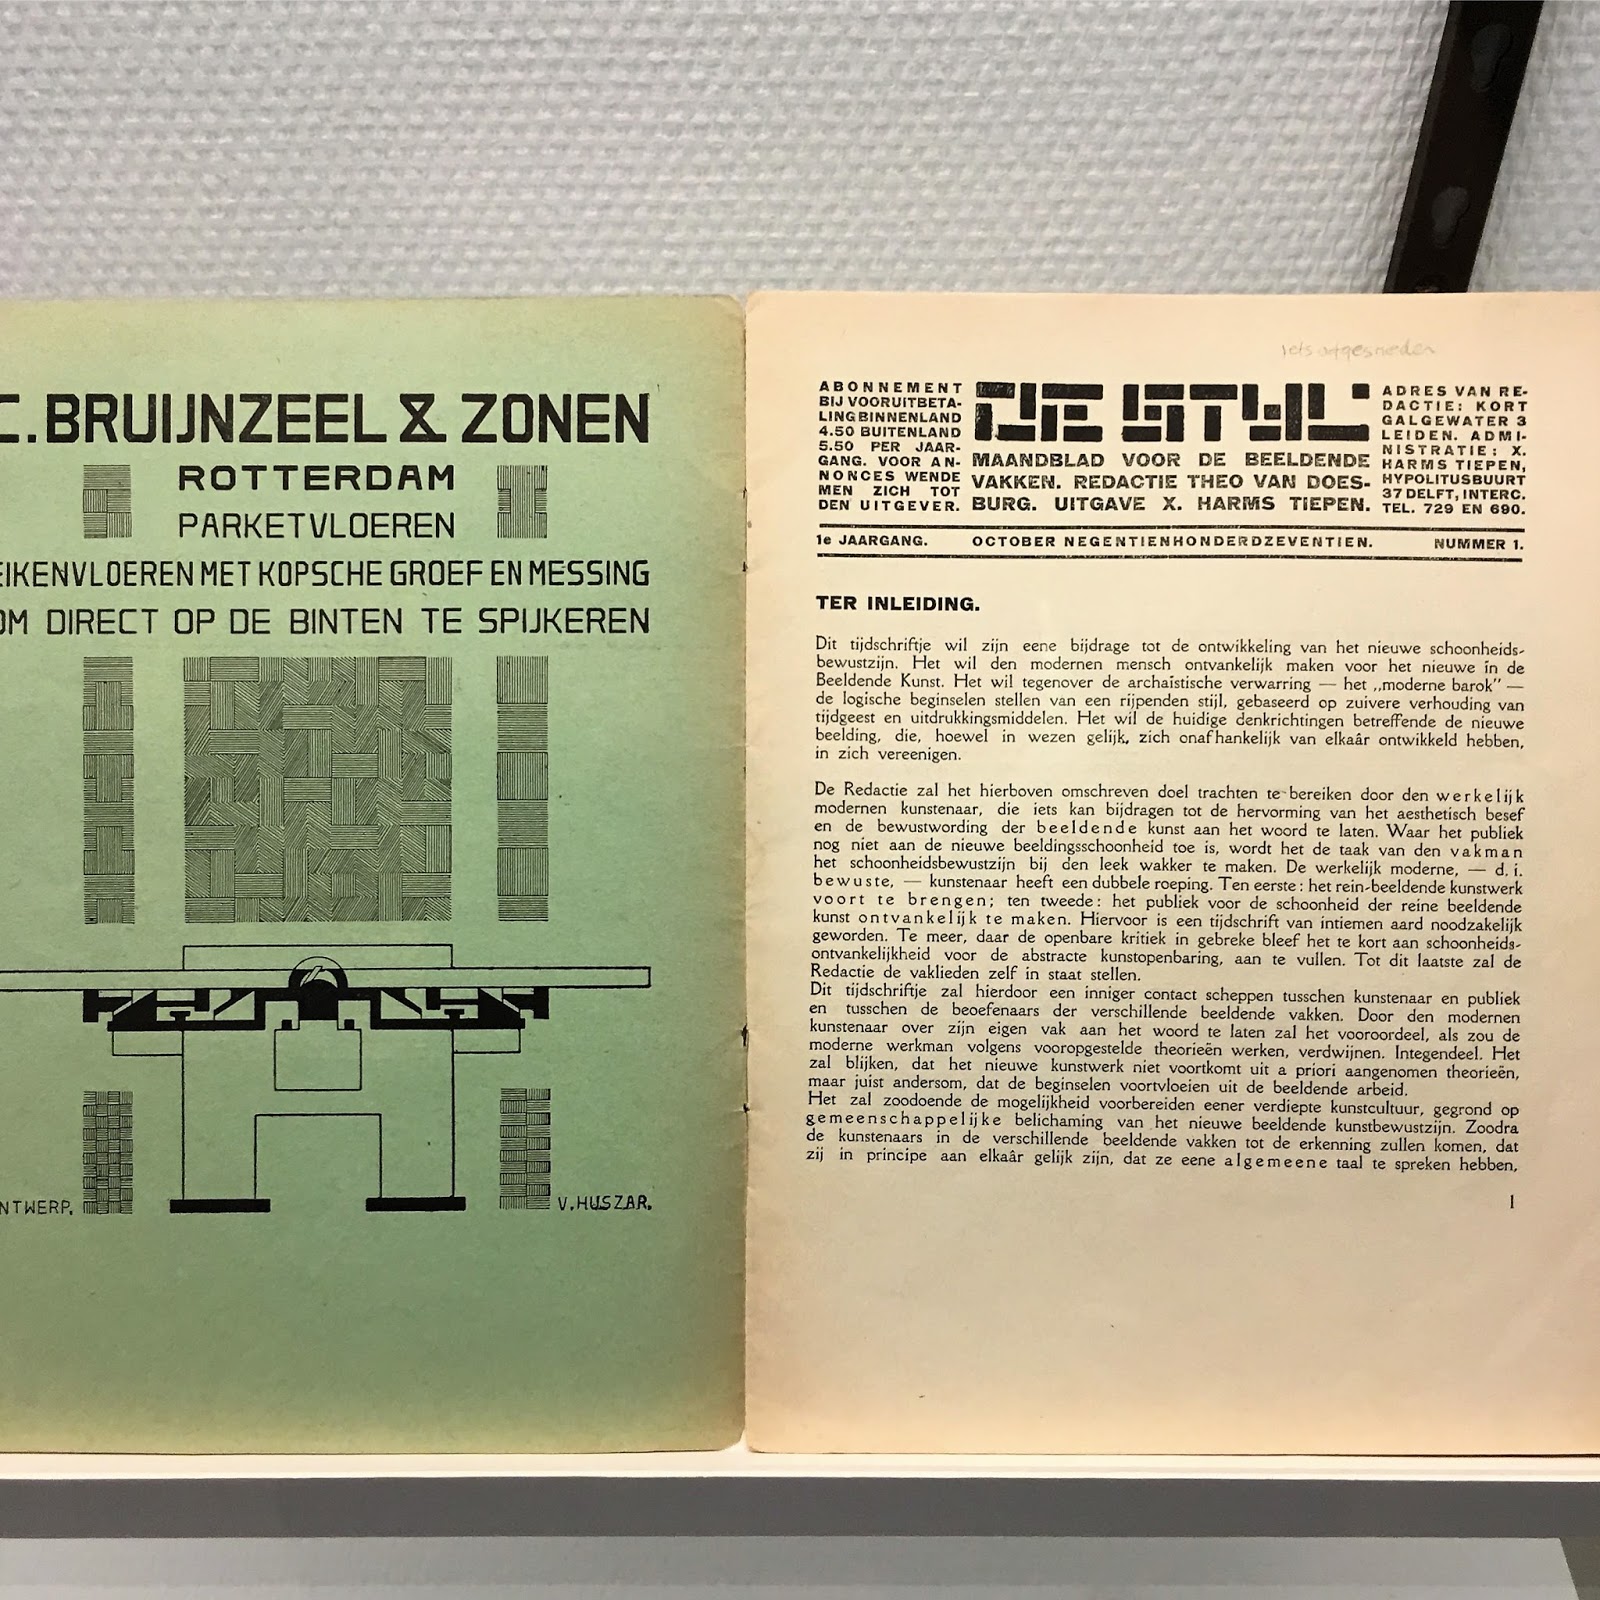 C. BRUIJNZEEL & ZONEN
ROTTERDAM
PARKETVLOEREN
EIKENVLOEREN MET KOPSCHE GROEF EN MESSING
OM DIRECT OP DE BINTEN TE SPIJKEREN
NTWERP. V. HUSZAR.
ABONNEMENT
BIJ VOORUITBETA-
LING BINNENLAND
4.50 BUITENLAND
5.50 PER JAAR-
GANG. VOOR AN-
NONCES WENDE
MEN ZICH TOT
DEN UITGEVER.
DE STIJL
MAANDBLAD VOOR DE BEELDENDE
VAKKEN. REDACTIE THEO VAN DOES-
BURG. UITGAVE X. HARMS TIEPEN.
ADRES VAN RE-
DACTIE: KORT
GALGEWATER 3
LEIDEN. ADMI-
NISTRATIE: X.
HARMS TIEPEN,
HYPOLITUSBUURT
37 DELFT, INTERC.
TEL. 729 EN 690.
1e JAARGANG. OCTOBER NEGENTIENHONDERDZEVENTIEN. NUMMER 1.
TER INLEIDING.
Dit tijdschriftje wil zijn eene bijdrage tot de ontwikkeling van het nieuwe schoonheids-
bewustzijn. Het wil den modernen mensch ontvankelijk maken voor het nieuwe in de
Beeldende Kunst. Het wil tegenover de archaïstische verwarring — het „moderne barok” —
de logische beginselen stellen van een rijpenden stijl, gebaseerd op zuivere verhouding van
tijdgeest en uitdrukkingsmiddelen. Het wil de huidige denkrichtingen betreffende de nieuwe
beelding, die, hoewel in wezen gelijk, zich onafhankelijk van elkaâr ontwikkeld hebben,
in zich vereenigen.
De Redactie zal het hierboven omschreven doel trachten te bereiken door den werkelijk
modernen kunstenaar, die iets kan bijdragen tot de hervorming van het aesthetisch besef
en de bewustwording der beeldende kunst aan het woord te laten. Waar het publiek
nog niet aan de nieuwe beeldingsschoonheid toe is, wordt het de taak van den vakman
het schoonheidsbewustzijn bij den leek wakker te maken. De werkelijk moderne, — d. i.
bewuste, — kunstenaar heeft een dubbele roeping. Ten eerste: het rein-beeldende kunstwerk
voort te brengen; ten tweede: het publiek voor de schoonheid der reine beeldende
kunst ontvankelijk te maken. Hiervoor is een tijdschrift van intiemen aard noodzakelijk
geworden. Te meer, daar de openbare kritiek in gebreke bleef het te kort aan schoonheids-
ontvankelijkheid voor de abstracte kunstopenbaring, aan te vullen. Tot dit laatste zal de
Redactie de vaklieden zelf in staat stellen.
Dit tijdschriftje zal hierdoor een inniger contact scheppen tusschen kunstenaar en publiek
en tusschen de beoefenaars der verschillende beeldende vakken. Door den modernen
kunstenaar over zijn eigen vak aan het woord te laten zal het vooroordeel, als zou de
moderne werkman volgens vooropgestelde theorieën werken, verdwijnen. Integendeel. Het
zal blijken, dat het nieuwe kunstwerk niet voortkomt uit a priori aangenomen theorieën,
maar juist andersom, dat de beginselen voortvloeien uit de beeldende arbeid.
Het zal zoodoende de mogelijkheid voorbereiden eener verdiepte kunstcultuur, gegrond op
gemeenschappelijke belichaming van het nieuwe beeldende kunstbewustzijn. Zoodra
de kunstenaars in de verschillende beeldende vakken tot de erkenning zullen komen, dat
zij in principe aan elkaâr gelijk zijn, dat ze eene algemeene taal te spreken hebben,
1